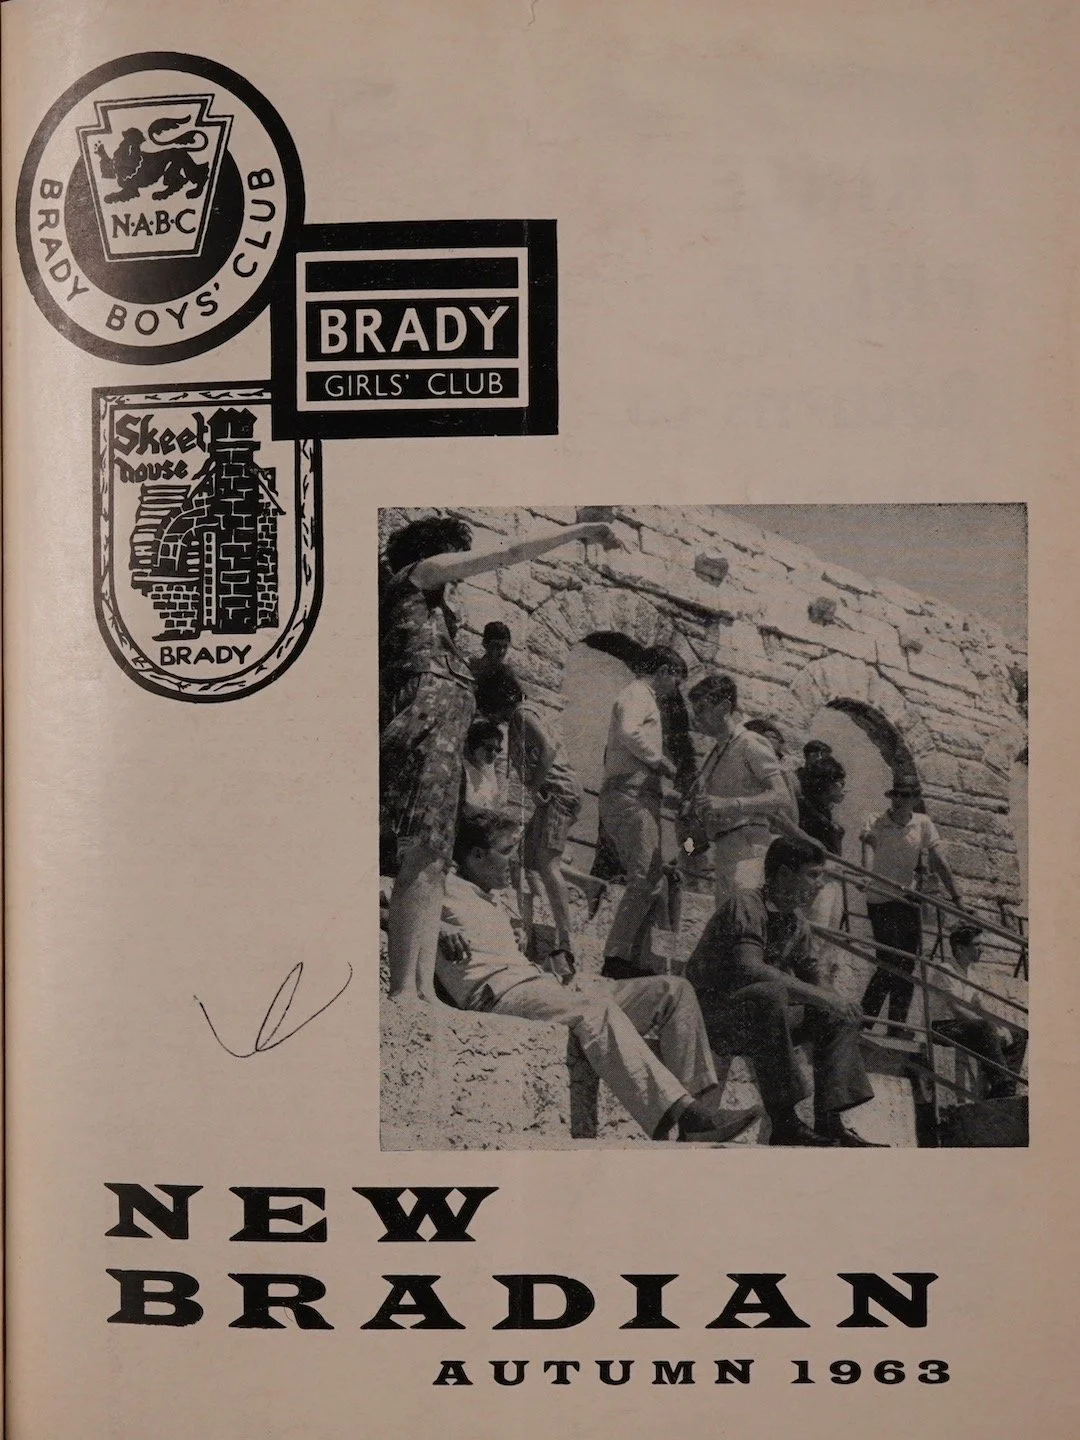 N·A·B·C
BRADY BOYS' CLUB
BRADY
GIRLS' CLUB
Skeet
house
BRADY
NEW
BRADIAN
AUTUMN 1963